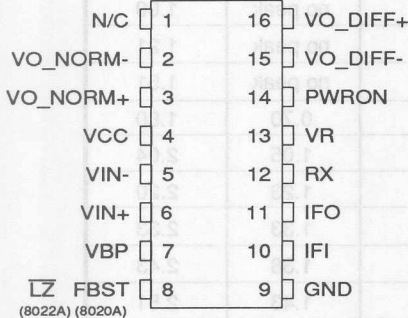 N/C 1 16 VO_DIFF+
VO_NORM- 2 15 VO_DIFF-
VO_NORM+ 3 14 PWRON
VCC 4 13 VR
VIN- 5 12 RX
VIN+ 6 11 IFO
VBP 7 10 IFI
L̅Z̅ FBST 8 9 GND
(8022A) (8020A)